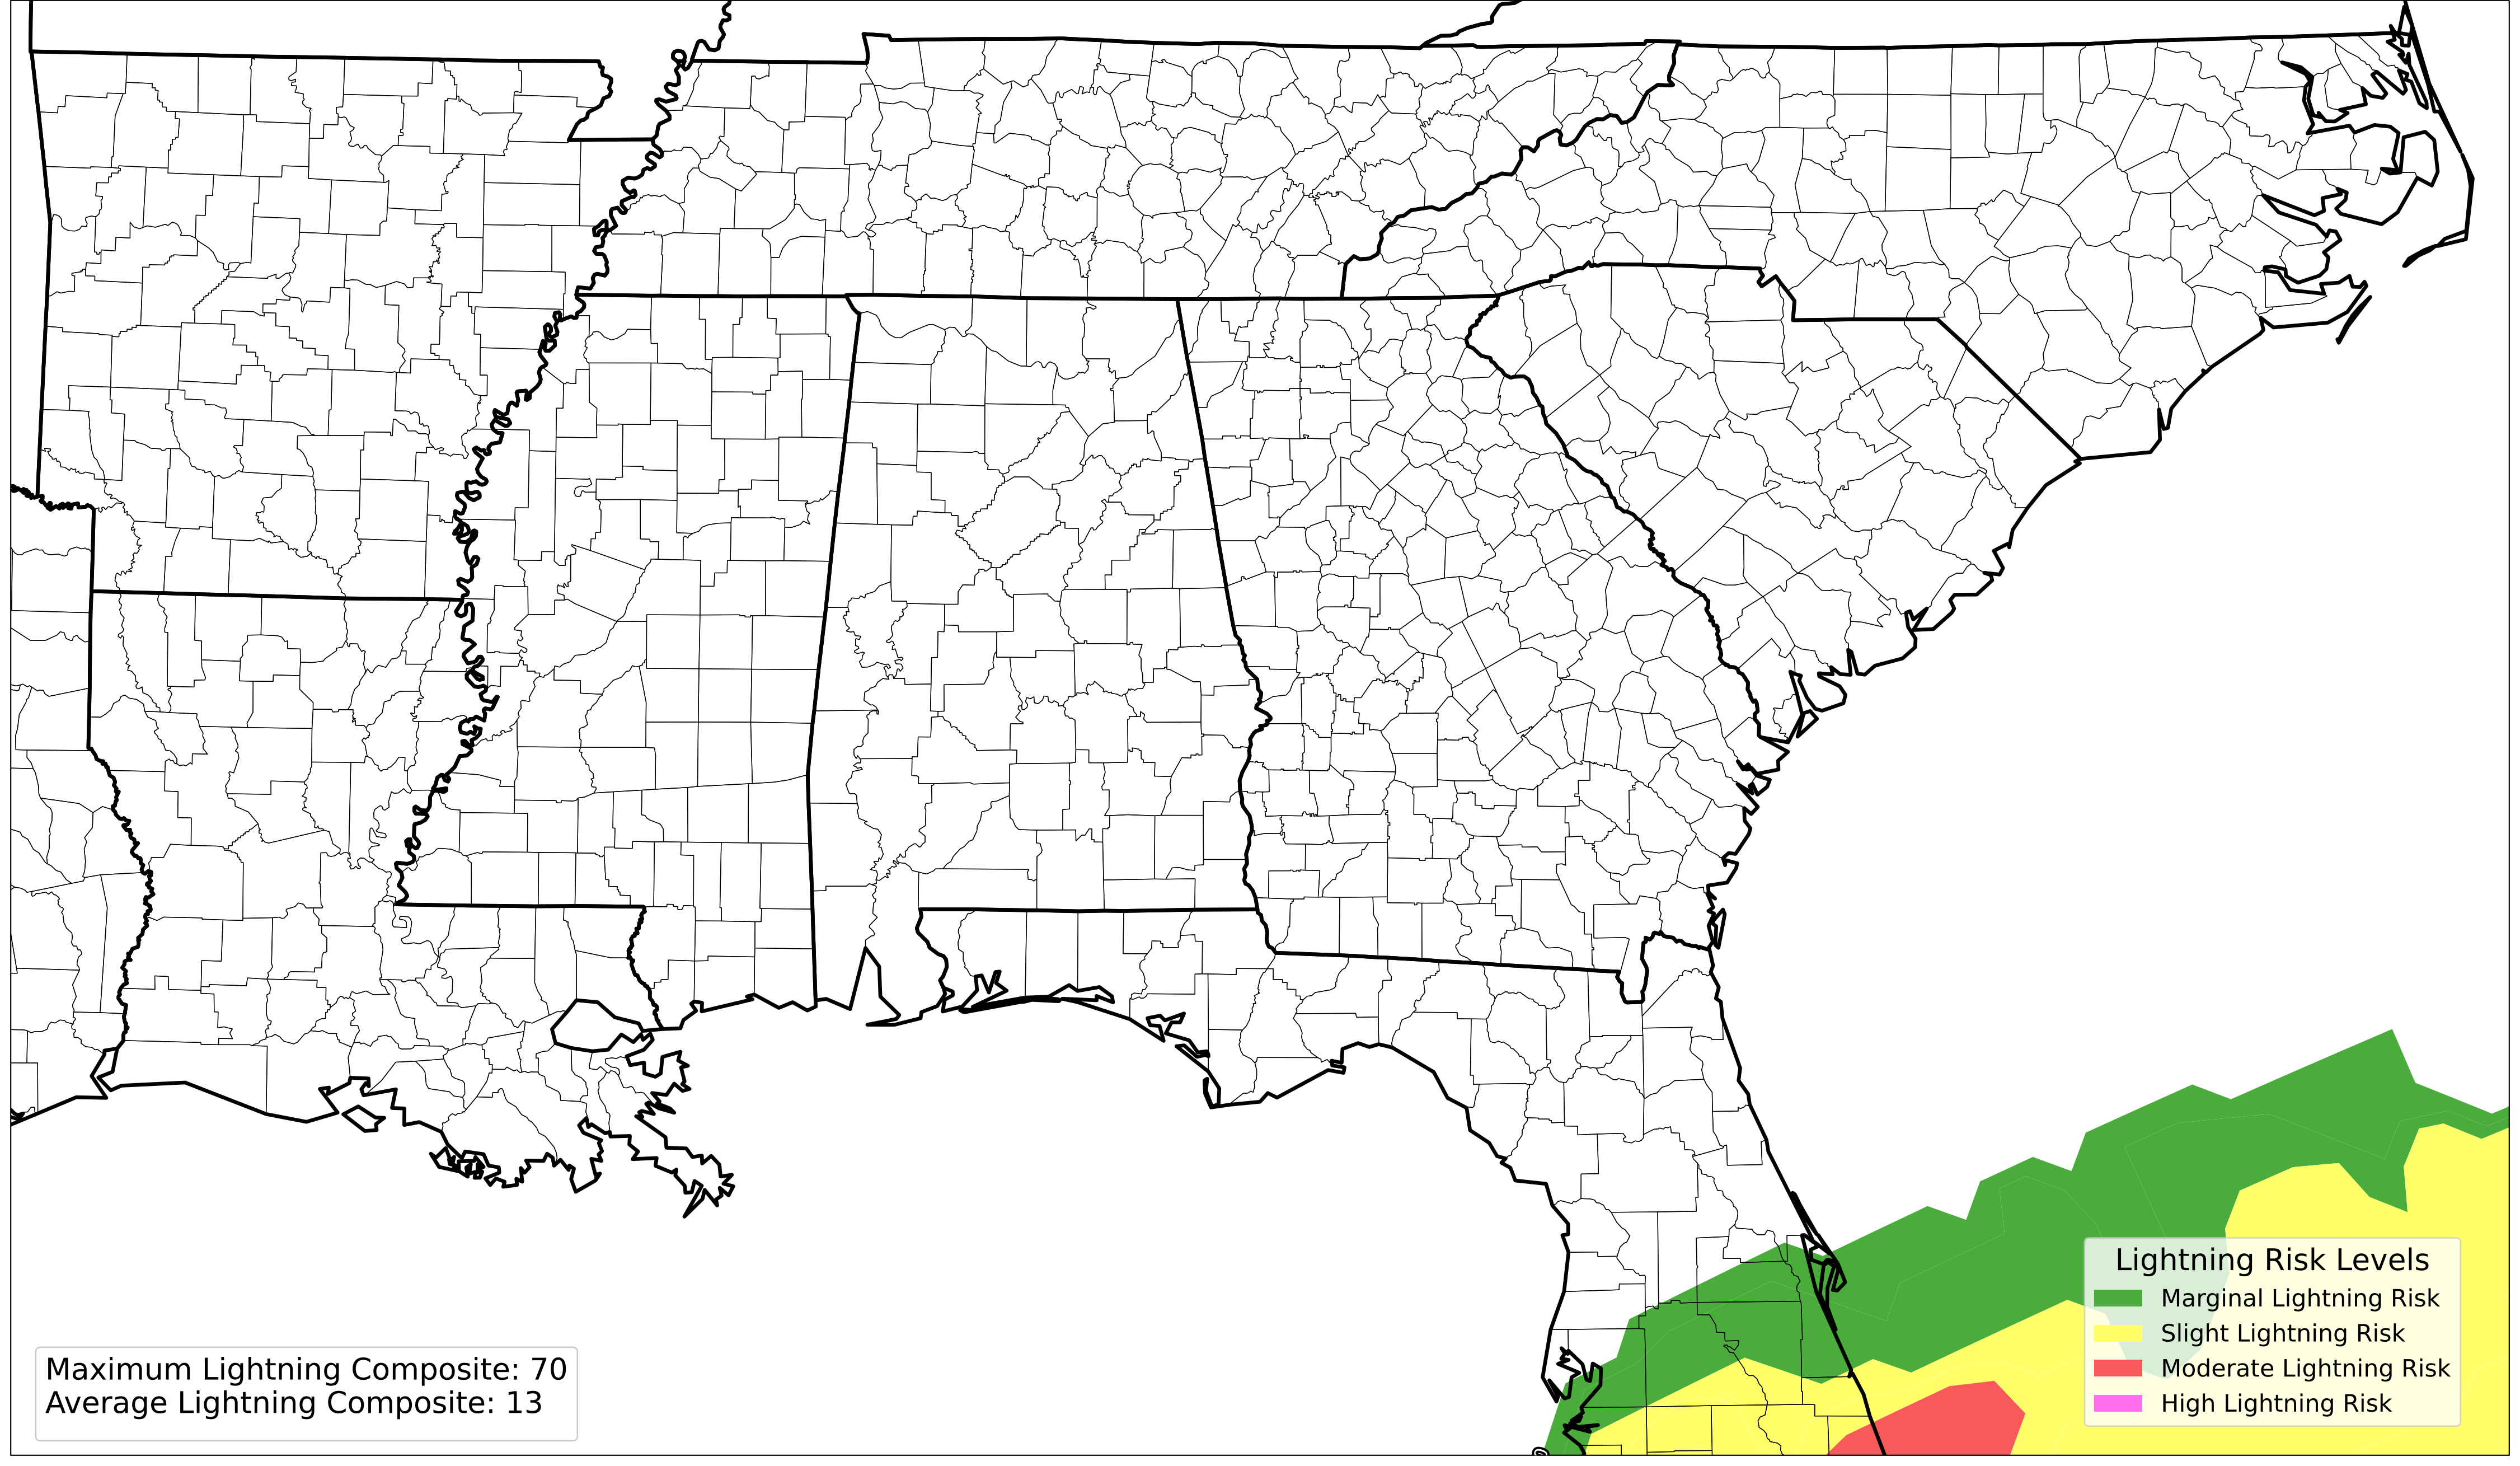 Lightning Risk Levels
Marginal Lightning Risk
Slight Lightning Risk
Moderate Lightning Risk
High Lightning Risk
Maximum Lightning Composite: 70
Average Lightning Composite: 13